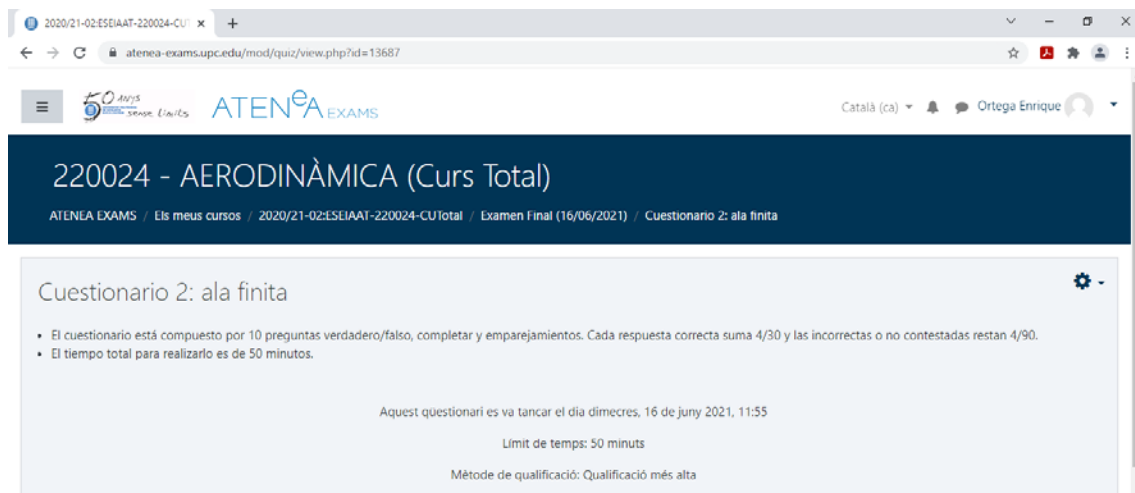 2020/21-02:ESEIAAT-220024-CUT
atenea-exams.upc.edu/mod/quiz/view.php?id=13687
50 ANYS
sense límits
ATENeA EXAMS
Català (ca)
Ortega Enrique
220024 - AERODINÀMICA (Curs Total)
ATENEA EXAMS / Els meus cursos / 2020/21-02:ESEIAAT-220024-CUTotal / Examen Final (16/06/2021) / Cuestionario 2: ala finita
Cuestionario 2: ala finita
• El cuestionario está compuesto por 10 preguntas verdadero/falso, completar y emparejamientos. Cada respuesta correcta suma 4/30 y las incorrectas o no contestadas restan 4/90.
• El tiempo total para realizarlo es de 50 minutos.
Aquest qüestionari es va tancar el dia dimecres, 16 de juny 2021, 11:55
Límit de temps: 50 minuts
Mètode de qualificació: Qualificació més alta